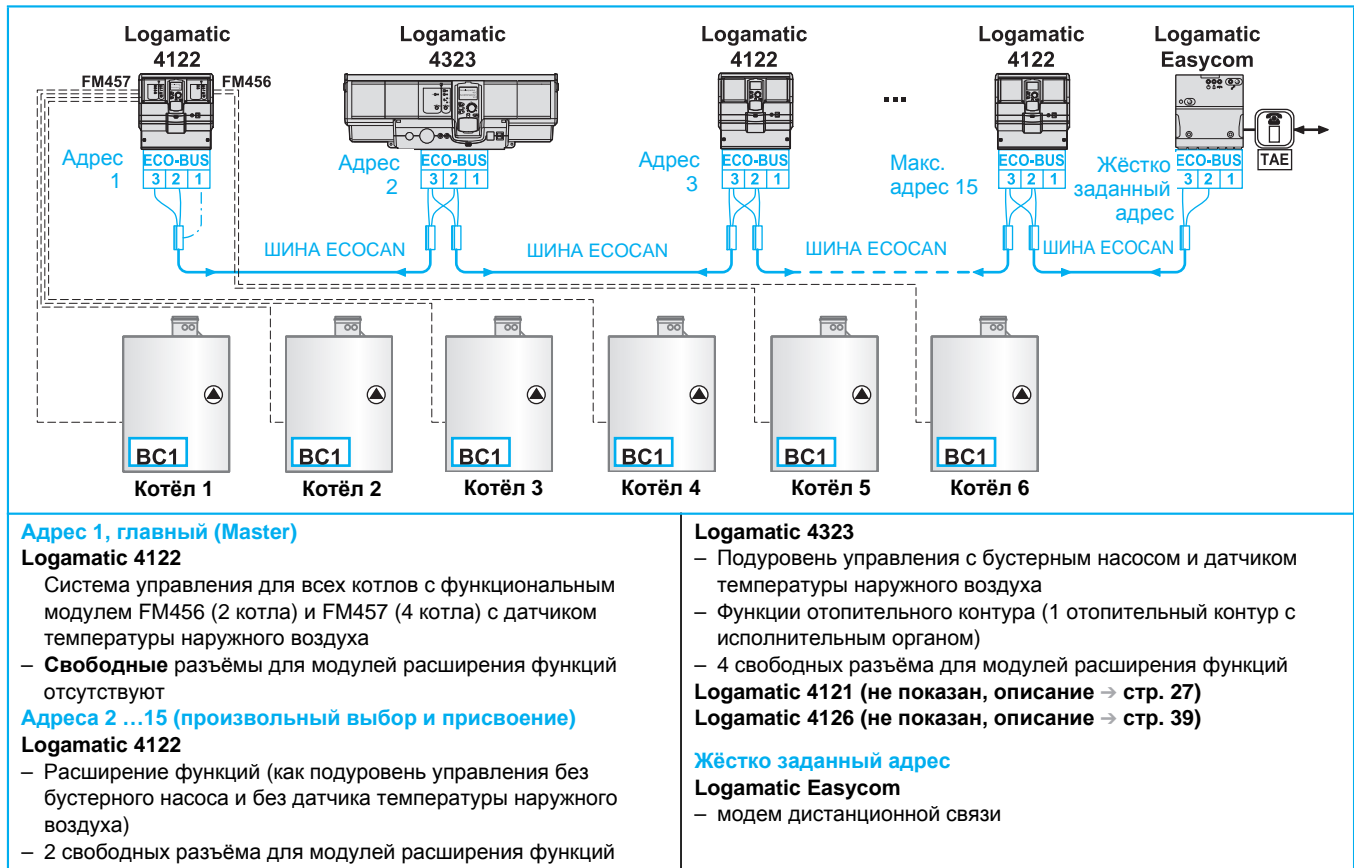 Logamatic
4122
Logamatic
4323
Logamatic
4122
Logamatic
4122
Logamatic
Easycom
FM457
FM456
...
Адрес
1
ECO-BUS
3 2 1
Адрес
2
ECO-BUS
3 2 1
Адрес
3
ECO-BUS
3 2 1
Макс.
адрес 15
ECO-BUS
3 2 1
Жёстко
заданный
адрес
ECO-BUS
3 2 1
TAE
ШИНА ECOCAN
ШИНА ECOCAN
ШИНА ECOCAN
ШИНА ECOCAN
BC1
BC1
BC1
BC1
BC1
BC1
Котёл 1
Котёл 2
Котёл 3
Котёл 4
Котёл 5
Котёл 6
Адрес 1, главный (Master)
Logamatic 4122
Система управления для всех котлов с функциональным
модулем FM456 (2 котла) и FM457 (4 котла) с датчиком
температуры наружного воздуха
– Свободные разъёмы для модулей расширения функций
отсутствуют
Адреса 2 …15 (произвольный выбор и присвоение)
Logamatic 4122
– Расширение функций (как подуровень управления без
бустерного насоса и без датчика температуры наружного
воздуха)
– 2 свободных разъёма для модулей расширения функций
Logamatic 4323
– Подуровень управления с бустерным насосом и датчиком
температуры наружного воздуха
– Функции отопительного контура (1 отопительный контур с
исполнительным органом)
– 4 свободных разъёма для модулей расширения функций
Logamatic 4121 (не показан, описание → стр. 27)
Logamatic 4126 (не показан, описание → стр. 39)
Жёстко заданный адрес
Logamatic Easycom
– модем дистанционной связи